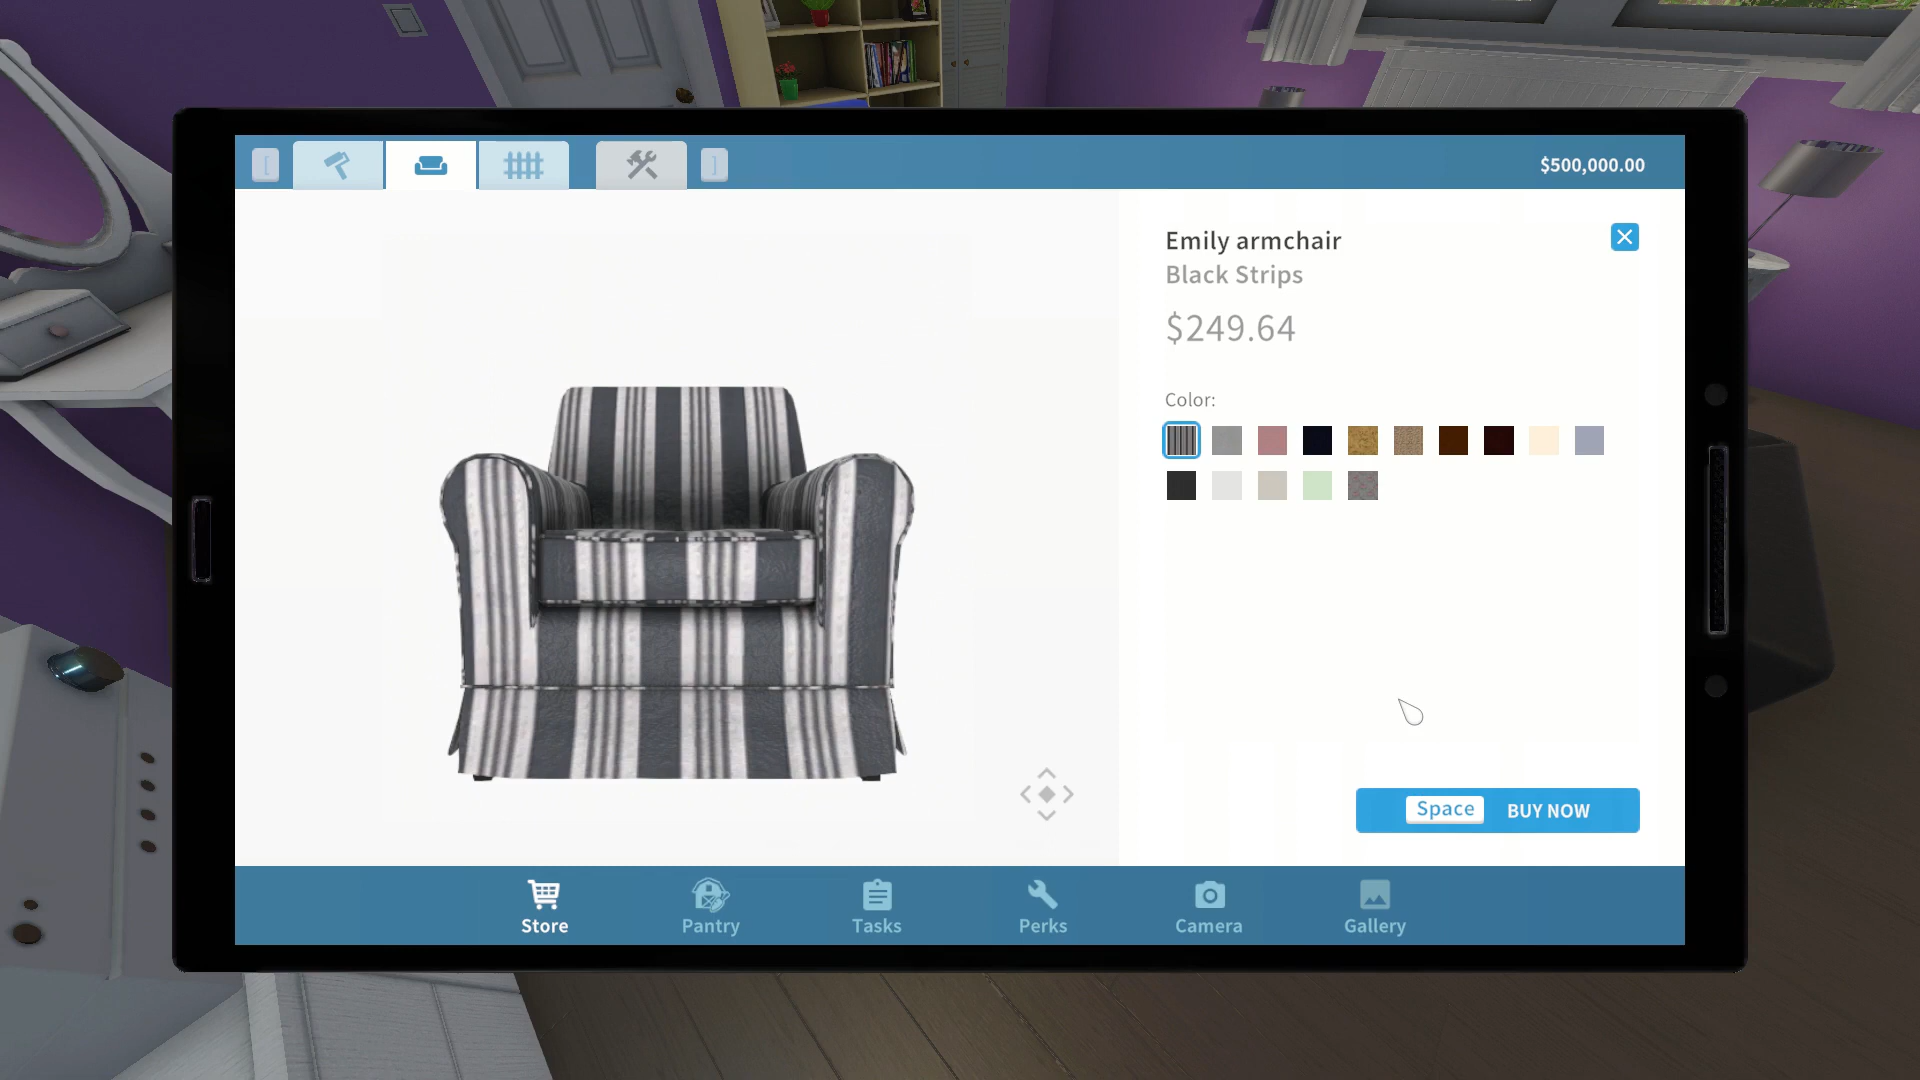 [
]
$500,000.00
Emily armchair
Black Strips
$249.64
Color:
Space BUY NOW
Store
Pantry
Tasks
Perks
Camera
Gallery